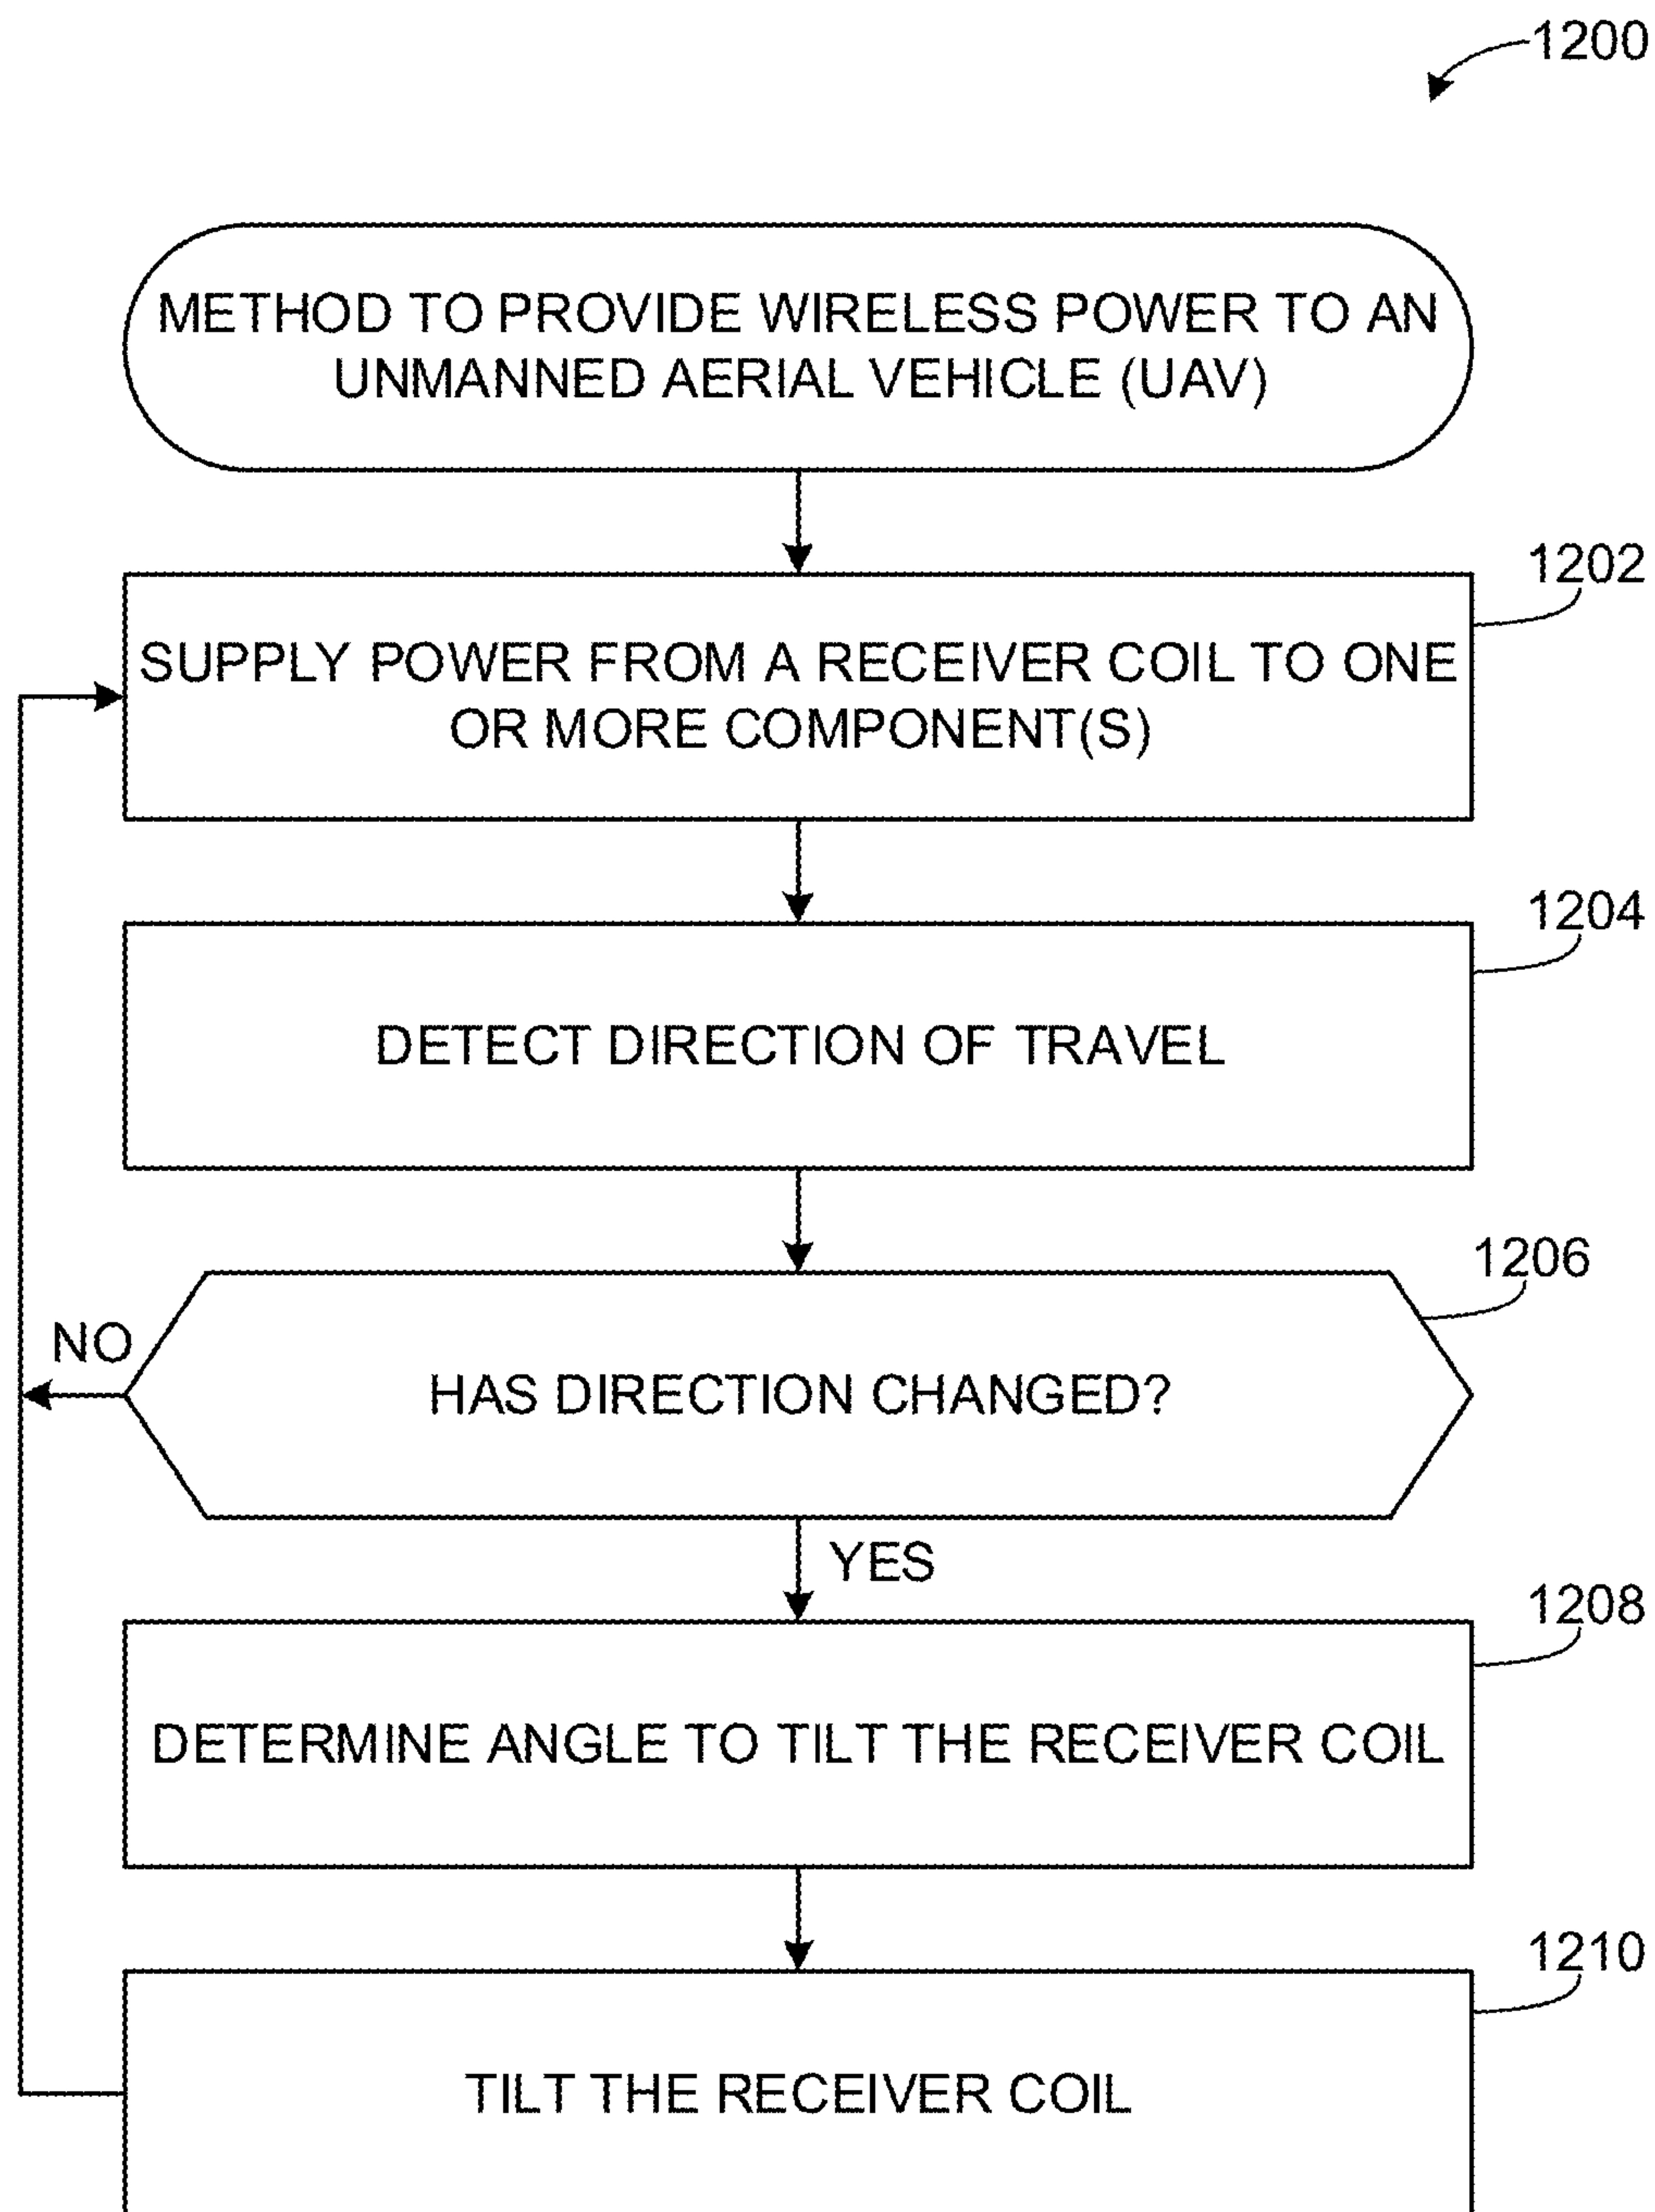 1200
METHOD TO PROVIDE WIRELESS POWER TO AN
UNMANNED AERIAL VEHICLE (UAV)
1202
SUPPLY POWER FROM A RECEIVER COIL TO ONE
OR MORE COMPONENT(S)
1204
DETECT DIRECTION OF TRAVEL
1206
NO
HAS DIRECTION CHANGED?
YES
1208
DETERMINE ANGLE TO TILT THE RECEIVER COIL
1210
TILT THE RECEIVER COIL